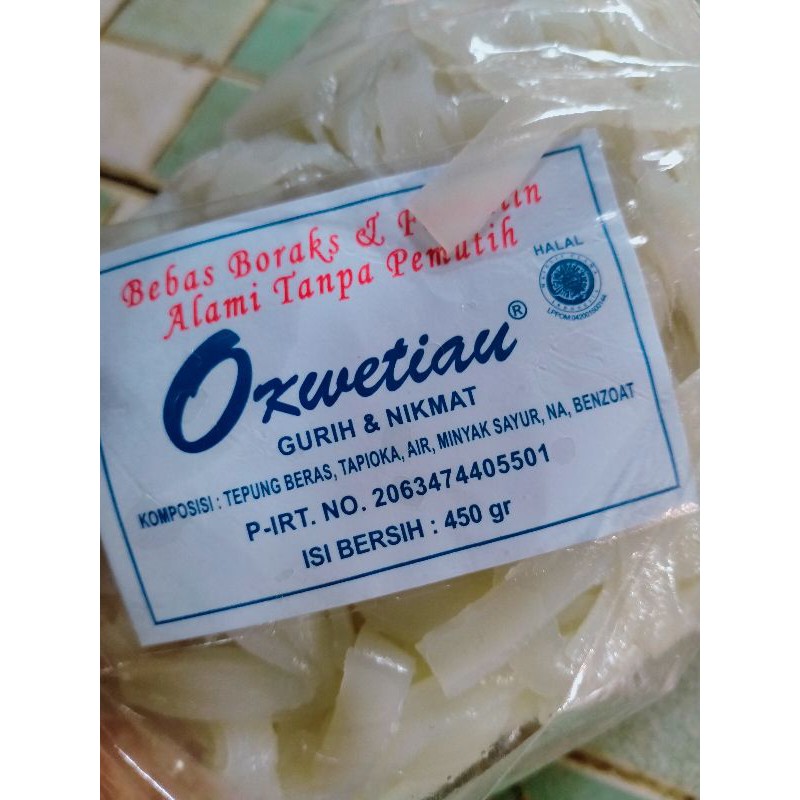 Bebas Boraks &
Alami Tanpa Pemutih
HALAL
Okwetiau®
GURIH & NIKMAT
KOMPOSISI : TEPUNG BERAS, TAPIOKA, AIR, MINYAK SAYUR, NA, BENZOAT
P-IRT. NO. 2063474405501
ISI BERSIH : 450 gr